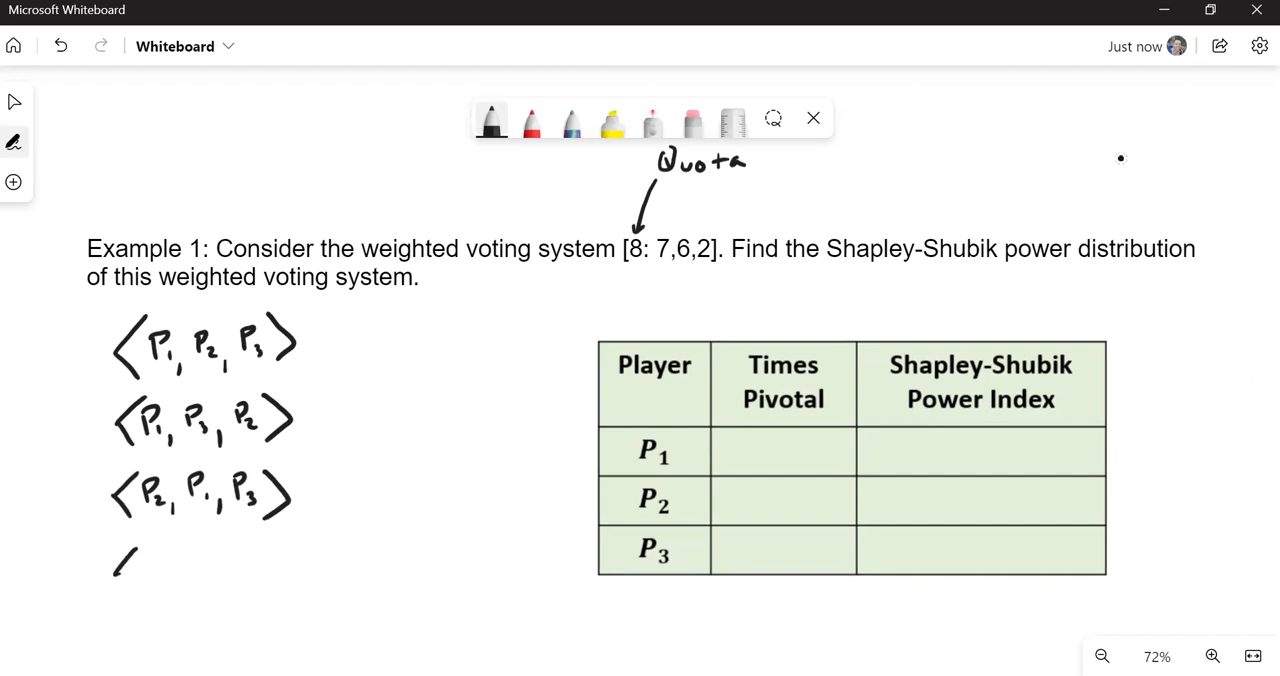 Microsoft Whiteboard
Whiteboard
Just now
Quota
Example 1: Consider the weighted voting system [8: 7,6,2]. Find the Shapley-Shubik power distribution
of this weighted voting system.
⟨P₁, P₂, P₃⟩
⟨P₁, P₃, P₂⟩
⟨P₂, P₁, P₃⟩
⟨
Player Times Pivotal Shapley-Shubik Power Index
P₁
P₂
P₃
72%